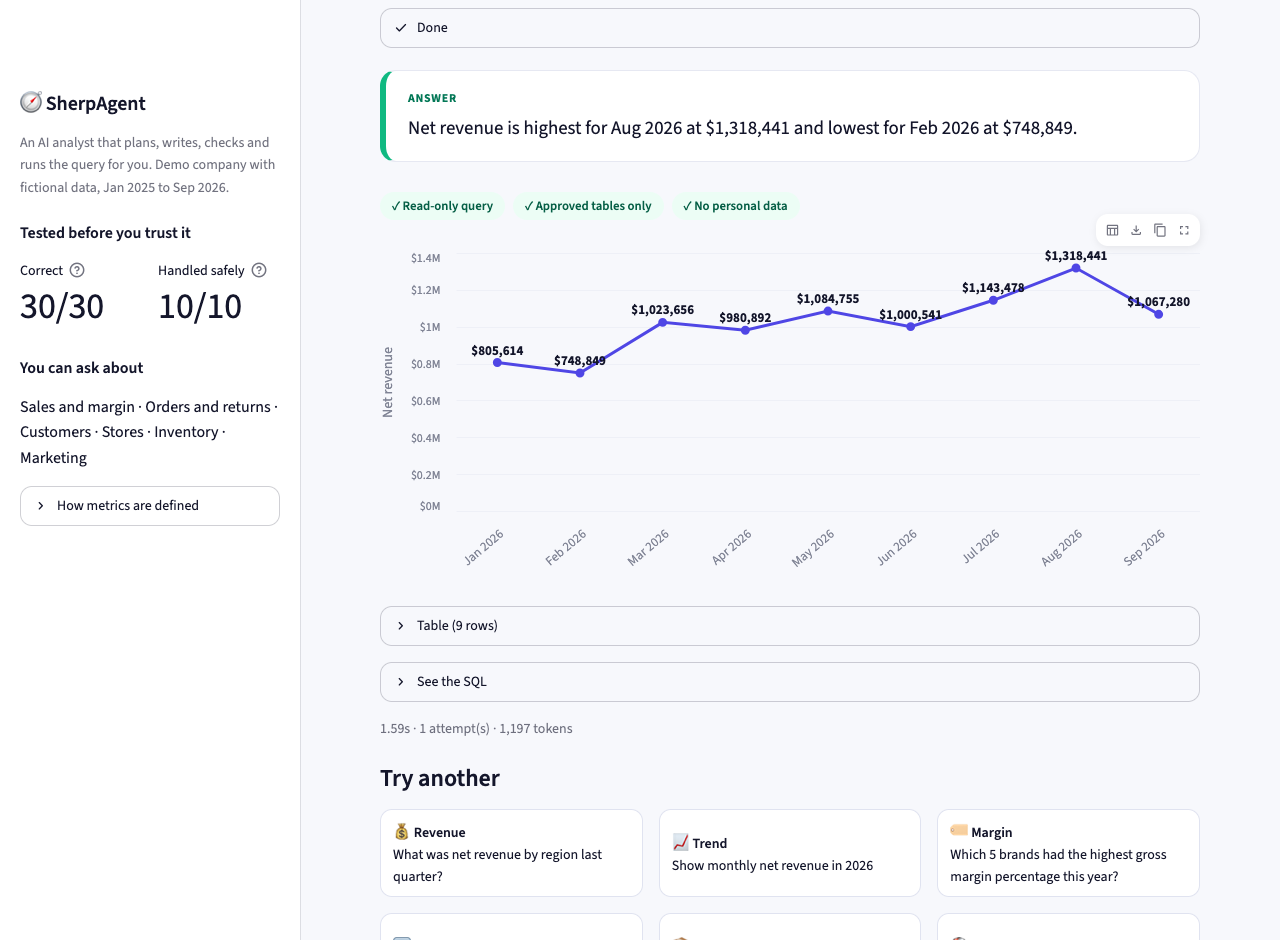 SherpAgent
An AI analyst that plans, writes, checks and
runs the query for you. Demo company with
fictional data, Jan 2025 to Sep 2026.
Tested before you trust it
Correct
Handled safely
30/30
10/10
You can ask about
Sales and margin · Orders and returns ·
Customers · Stores · Inventory ·
Marketing
How metrics are defined
Done
ANSWER
Net revenue is highest for Aug 2026 at $1,318,441 and lowest for Feb 2026 at $748,849.
✓ Read-only query
✓ Approved tables only
✓ No personal data
Net revenue
$1.4M
$1.2M
$1M
$0.8M
$0.6M
$0.4M
$0.2M
$0M
$805,614
$748,849
$1,023,656
$980,892
$1,084,755
$1,000,541
$1,143,478
$1,318,441
$1,067,280
Jan 2026
Feb 2026
Mar 2026
Apr 2026
May 2026
Jun 2026
Jul 2026
Aug 2026
Sep 2026
Table (9 rows)
See the SQL
1.59s · 1 attempt(s) · 1,197 tokens
Try another
Revenue
What was net revenue by region last
quarter?
Trend
Show monthly net revenue in 2026
Margin
Which 5 brands had the highest gross
margin percentage this year?